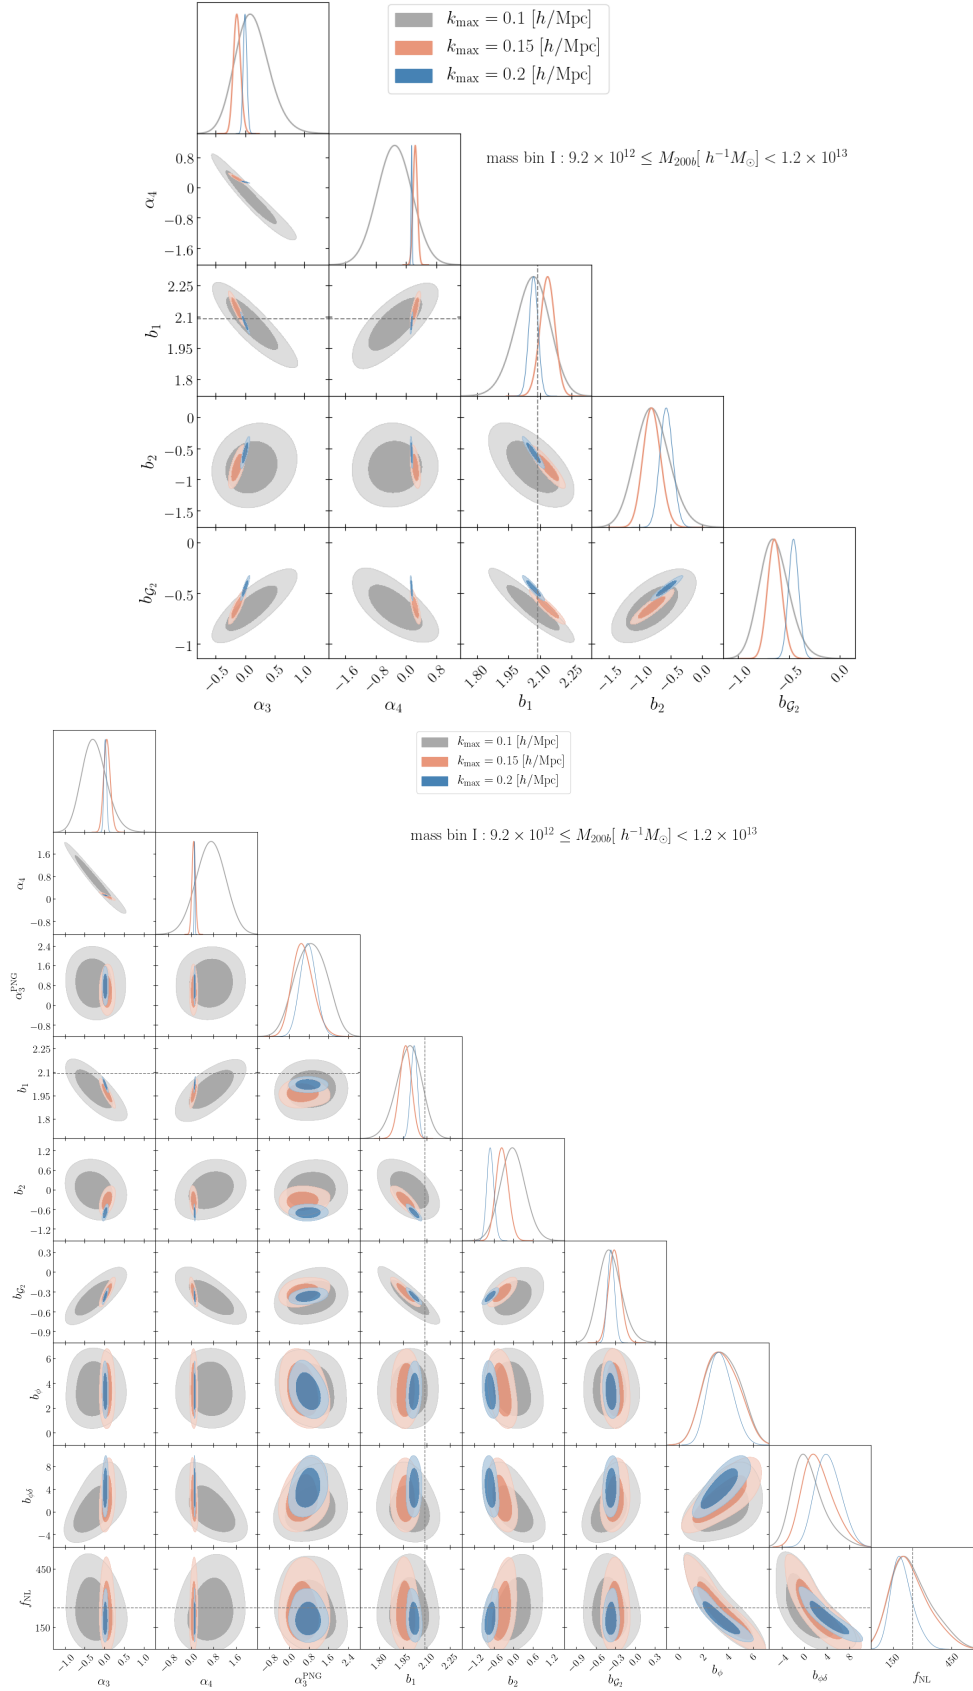 k_max = 0.1 [h/Mpc]
k_max = 0.15 [h/Mpc]
k_max = 0.2 [h/Mpc]
mass bin I : 9.2 × 10^12 ≤ M_200b[ h^−1 M_⊙] < 1.2 × 10^13
α_4
0.8
0
−0.8
−1.6
b_1
2.25
2.1
1.95
1.8
b_2
0
−0.5
−1
−1.5
b_𝒢_2
0
−0.5
−1
−0.5 0.0 0.5 1.0 −1.6 −0.8 0.0 0.8 1.80 1.95 2.10 2.25 −1.5 −1.0 −0.5 0.0 −1.0 −0.5 0.0
α_3 α_4 b_1 b_2 b_𝒢_2
k_max = 0.1 [h/Mpc]
k_max = 0.15 [h/Mpc]
k_max = 0.2 [h/Mpc]
mass bin I : 9.2 × 10^12 ≤ M_200b[ h^−1 M_⊙] < 1.2 × 10^13
α_4
1.6
0.8
0
−0.8
α_3^PNG
2.4
1.6
0
−0.8
b_1
2.25
2.1
1.95
1.8
b_2
1.2
0.6
0
−0.6
−1.2
b_𝒢_2
0.3
0
−0.3
−0.6
−0.9
b_ϕ
6
4
2
0
b_ϕδ
8
4
0
−4
f_NL
450
150
−1.0 −0.5 0.0 0.5 1.0 −0.8 0.0 0.8 1.6 0.0 0.8 1.6 2.4 1.80 1.95 2.10 2.25 −1.2 −0.6 0.0 0.6 1.2 −0.9 −0.6 −0.3 0.0 0.3 0 2 4 6 −4 0 4 8 150 450
α_3 α_4 α_3^PNG b_1 b_2 b_𝒢_2 b_ϕ b_ϕδ f_NL